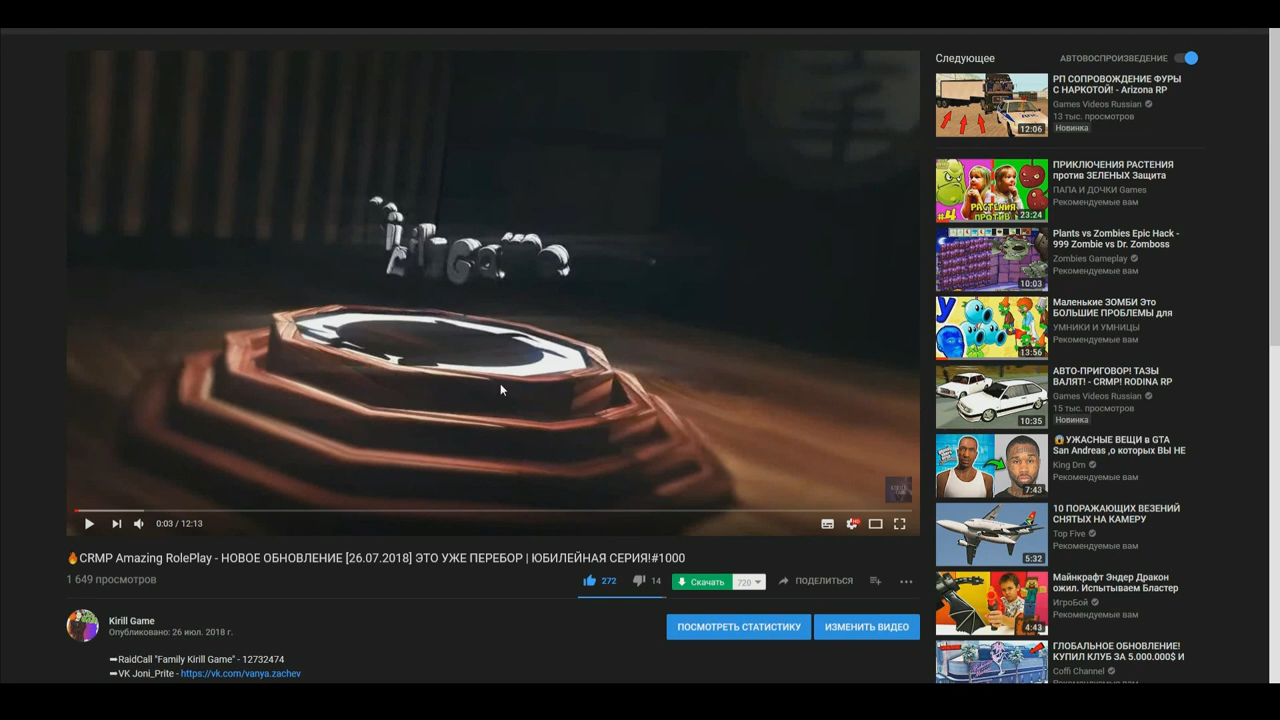 Следующее
АВТОВОСПРОИЗВЕДЕНИЕ
РП СОПРОВОЖДЕНИЕ ФУРЫ
С НАРКОТОЙ! - Arizona RP
Games Videos Russian
13 тыс. просмотров
Новинка
12:06
ПРИКЛЮЧЕНИЯ РАСТЕНИЯ
против ЗЕЛЕНЫХ Защита
ПАПА И ДОЧКИ Games
Рекомендуемые вам
#4
РАСТЕНИЯ
ПРОТИВ
23:24
Plants vs Zombies Epic Hack -
999 Zombie vs Dr. Zomboss
Zombies Gameplay
Рекомендуемые вам
10:03
Маленькие ЗОМБИ Это
БОЛЬШИЕ ПРОБЛЕМЫ для
УМНИКИ И УМНИЦЫ
Рекомендуемые вам
13:56
АВТО-ПРИГОВОР! ТАЗЫ
ВАЛЯТ! - CRMP! RODINA RP
Games Videos Russian
15 тыс. просмотров
Новинка
10:35
УЖАСНЫЕ ВЕЩИ в GTA
San Andreas ,о которых ВЫ НЕ
King Dm
Рекомендуемые вам
7:43
10 ПОРАЖАЮЩИХ ВЕЗЕНИЙ
СНЯТЫХ НА КАМЕРУ
Top Five
Рекомендуемые вам
5:32
Майнкрафт Эндер Дракон
ожил. Испытываем Бластер
ИгроБой
Рекомендуемые вам
4:43
ГЛОБАЛЬНОЕ ОБНОВЛЕНИЕ!
КУПИЛ КЛУБ ЗА 5.000.000$ И
Coffi Channel
0:03 / 12:13
HD
🔥CRMP Amazing RolePlay - НОВОЕ ОБНОВЛЕНИЕ [26.07.2018] ЭТО УЖЕ ПЕРЕБОР | ЮБИЛЕЙНАЯ СЕРИЯ!#1000
1 649 просмотров
272
14
Скачать
720
ПОДЕЛИТЬСЯ
Kirill Game
Опубликовано: 26 июл. 2018 г.
ПОСМОТРЕТЬ СТАТИСТИКУ
ИЗМЕНИТЬ ВИДЕО
➡RaidCall "Family Kirill Game" - 12732474
➡VK Joni_Prite - https://vk.com/vanya.zachev